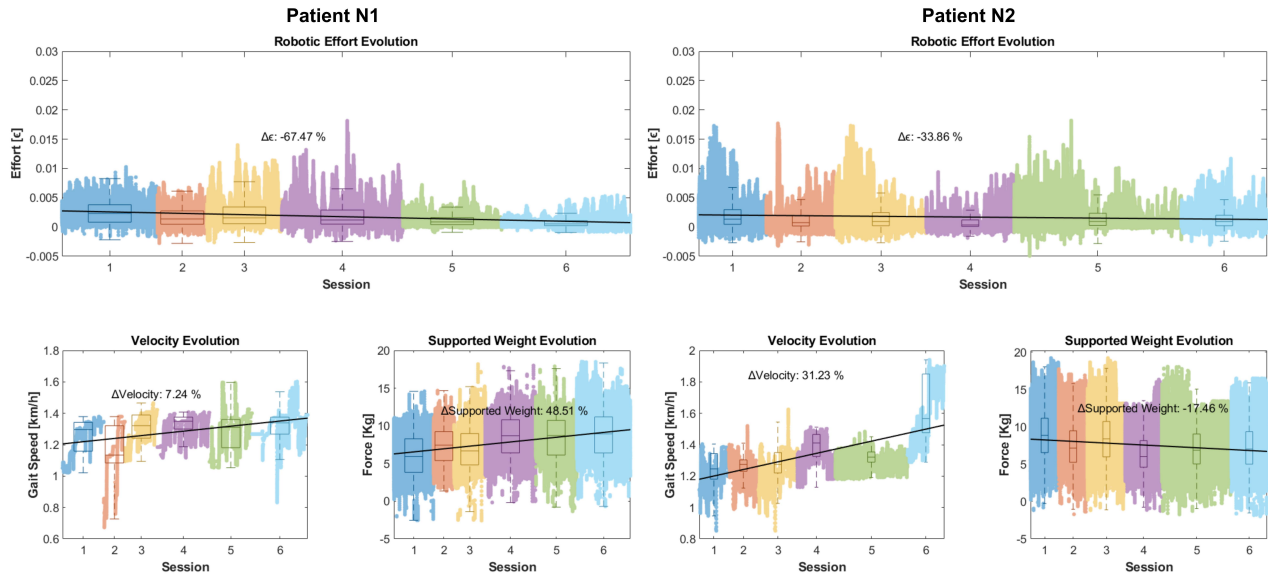 Patient N1
Patient N2
Robotic Effort Evolution
Effort [ϵ]
0.03
0.025
0.02
0.015
0.01
0.005
0
-0.005
Δϵ: -67.47 %
1 2 3 4 5 6
Session
Robotic Effort Evolution
Effort [ϵ]
0.03
0.025
0.02
0.015
0.01
0.005
0
-0.005
Δϵ: -33.86 %
1 2 3 4 5 6
Session
Velocity Evolution
Gait Speed [km/h]
1.8
1.6
1.4
1.2
1
0.8
0.6
ΔVelocity: 7.24 %
1 2 3 4 5 6
Session
Supported Weight Evolution
Force [Kg]
20
15
10
5
0
-5
ΔSupported Weight: 48.51 %
1 2 3 4 5 6
Session
Velocity Evolution
Gait Speed [km/h]
2
1.8
1.6
1.4
1.2
1
0.8
ΔVelocity: 31.23 %
1 2 3 4 5 6
Session
Supported Weight Evolution
Force [Kg]
20
15
10
5
0
-5
ΔSupported Weight: -17.46 %
1 2 3 4 5 6
Session